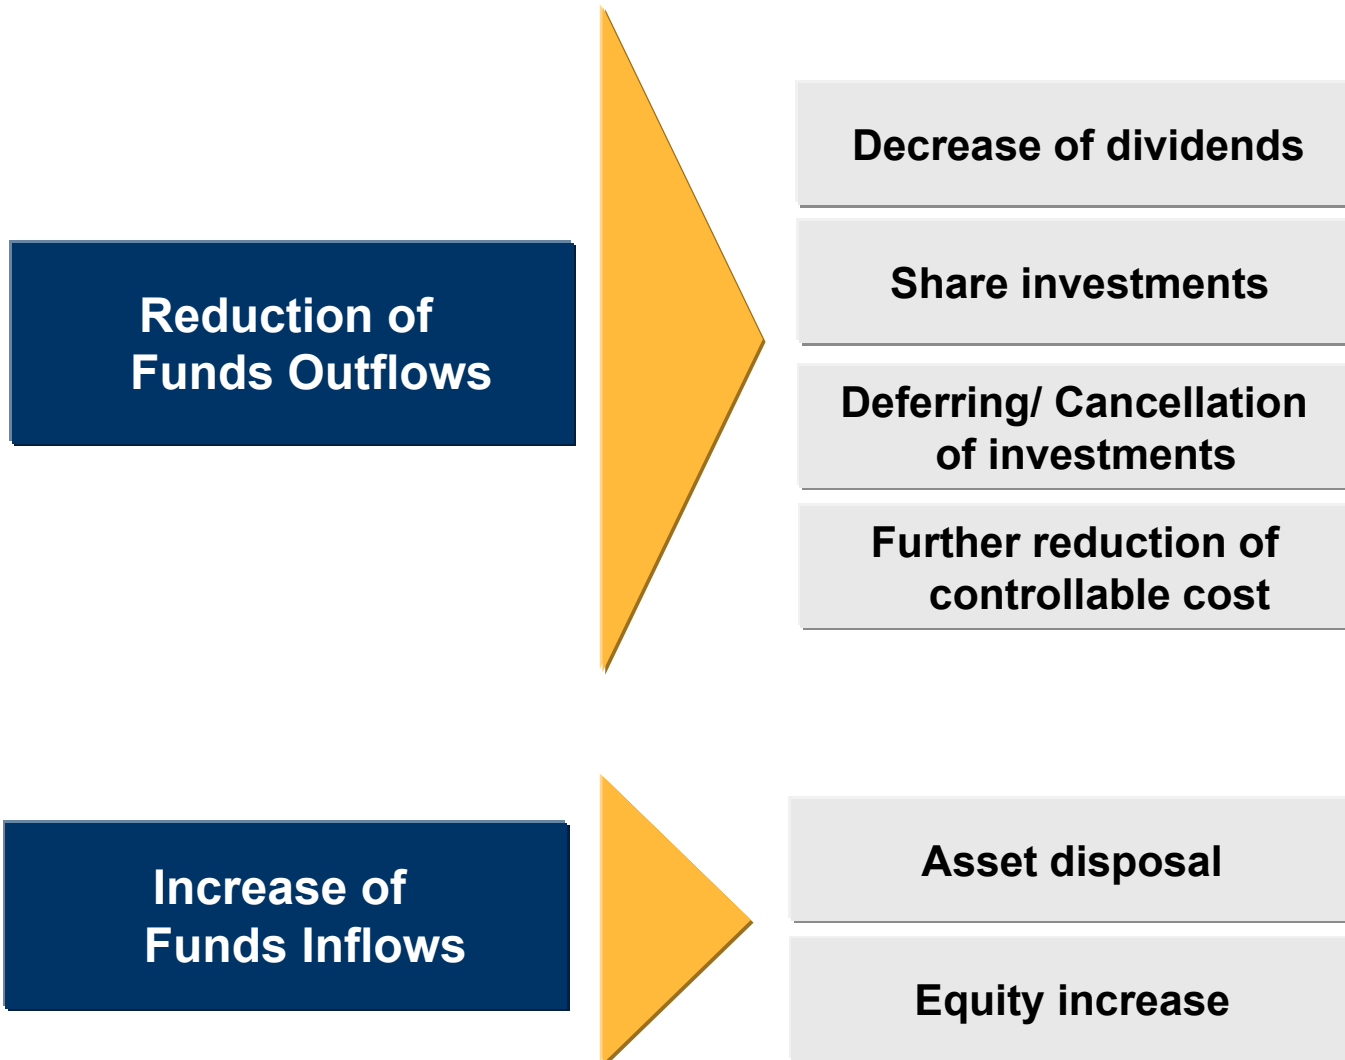 Reduction of
Funds Outflows
Decrease of dividends
Share investments
Deferring/ Cancellation
of investments
Further reduction of
controllable cost
Increase of
Funds Inflows
Asset disposal
Equity increase